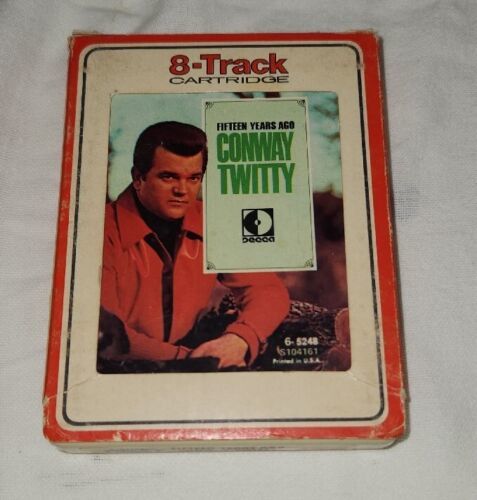 8-Track
CARTRIDGE
FIFTEEN YEARS AGO
CONWAY
TWITTY
DECCA
6-5248
S104161
Printed in U.S.A.